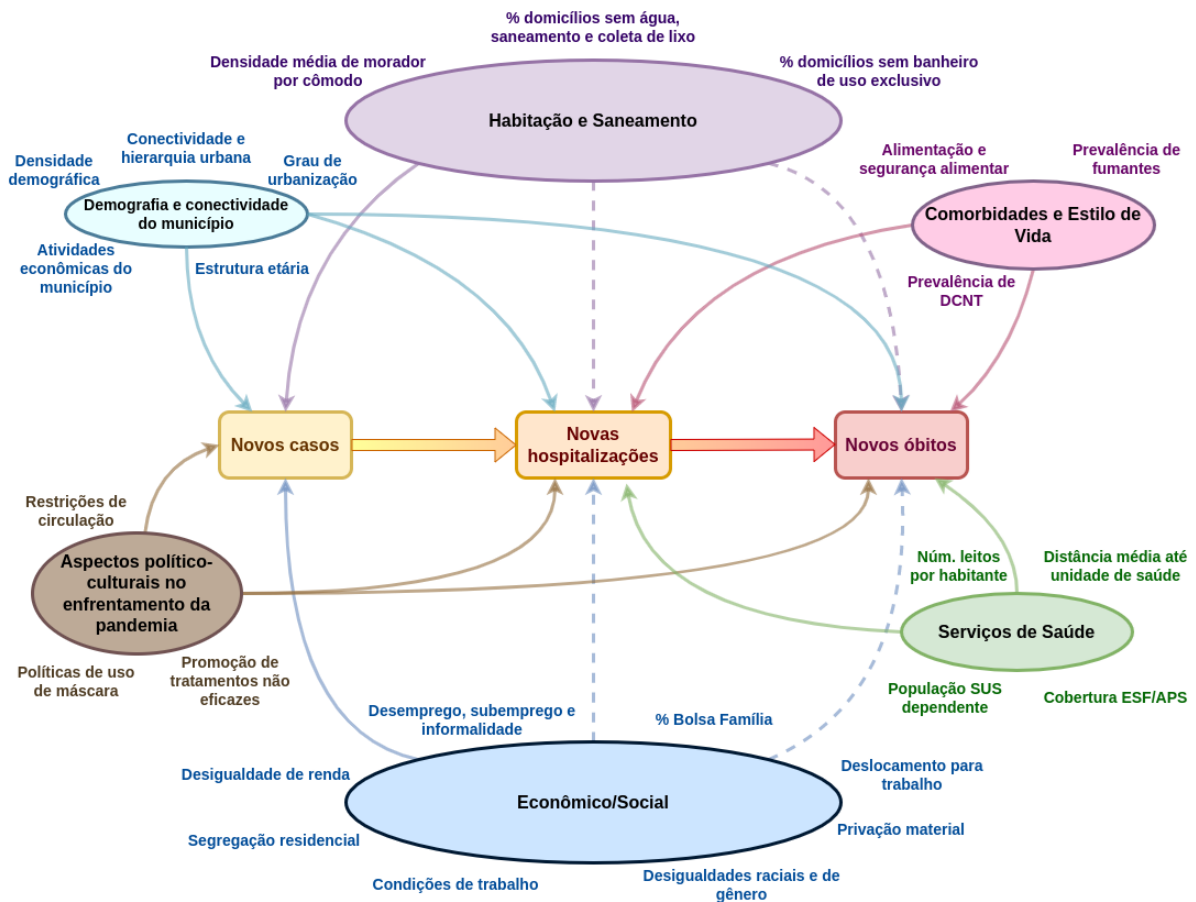 % domicílios sem água,
saneamento e coleta de lixo
Densidade média de morador
por cômodo
% domicílios sem banheiro
de uso exclusivo
Habitação e Saneamento
Conectividade e
hierarquia urbana
Densidade
demográfica
Grau de
urbanização
Demografia e conectividade
do município
Atividades
econômicas do
município
Estrutura etária
Alimentação e
segurança alimentar
Prevalência de
fumantes
Comorbidades e Estilo de
Vida
Prevalência de
DCNT
Novos casos
Novas
hospitalizações
Novos óbitos
Restrições de
circulação
Aspectos político-
culturais no
enfrentamento da
pandemia
Políticas de uso
de máscara
Promoção de
tratamentos não
eficazes
Núm. leitos
por habitante
Distância média até
unidade de saúde
Serviços de Saúde
População SUS
dependente
Cobertura ESF/APS
Desemprego, subemprego e
informalidade
% Bolsa Família
Desigualdade de renda
Deslocamento para
trabalho
Econômico/Social
Segregação residencial
Privação material
Condições de trabalho
Desigualdades raciais e de
gênero